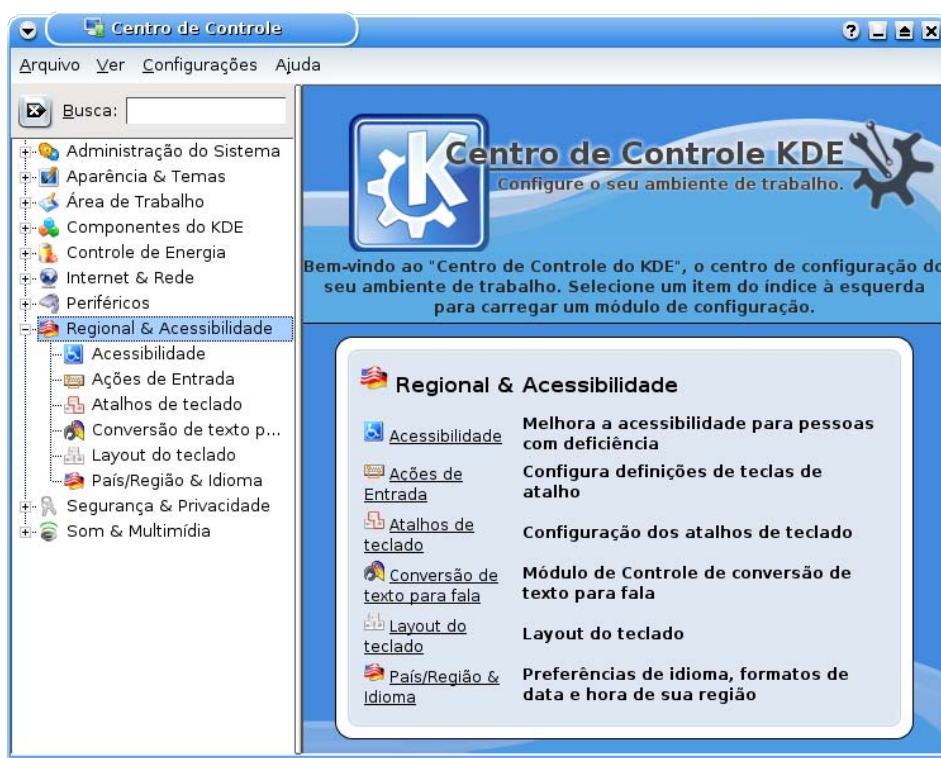 Centro de Controle
Arquivo Ver Configurações Ajuda
Busca:
Administração do Sistema
Aparência & Temas
Área de Trabalho
Componentes do KDE
Controle de Energia
Internet & Rede
Periféricos
Regional & Acessibilidade
Acessibilidade
Ações de Entrada
Atalhos de teclado
Conversão de texto p...
Layout do teclado
País/Região & Idioma
Segurança & Privacidade
Som & Multimídia
Centro de Controle KDE
Configure o seu ambiente de trabalho.
Bem-vindo ao "Centro de Controle do KDE", o centro de configuração do
seu ambiente de trabalho. Selecione um item do índice à esquerda
para carregar um módulo de configuração.
Regional & Acessibilidade
Acessibilidade
Melhora a acessibilidade para pessoas
com deficiência
Ações de
Entrada
Configura definições de teclas de
atalho
Atalhos de
teclado
Configuração dos atalhos de teclado
Conversão de
texto para fala
Módulo de Controle de conversão de
texto para fala
Layout do
teclado
Layout do teclado
País/Região &
Idioma
Preferências de idioma, formatos de
data e hora de sua região